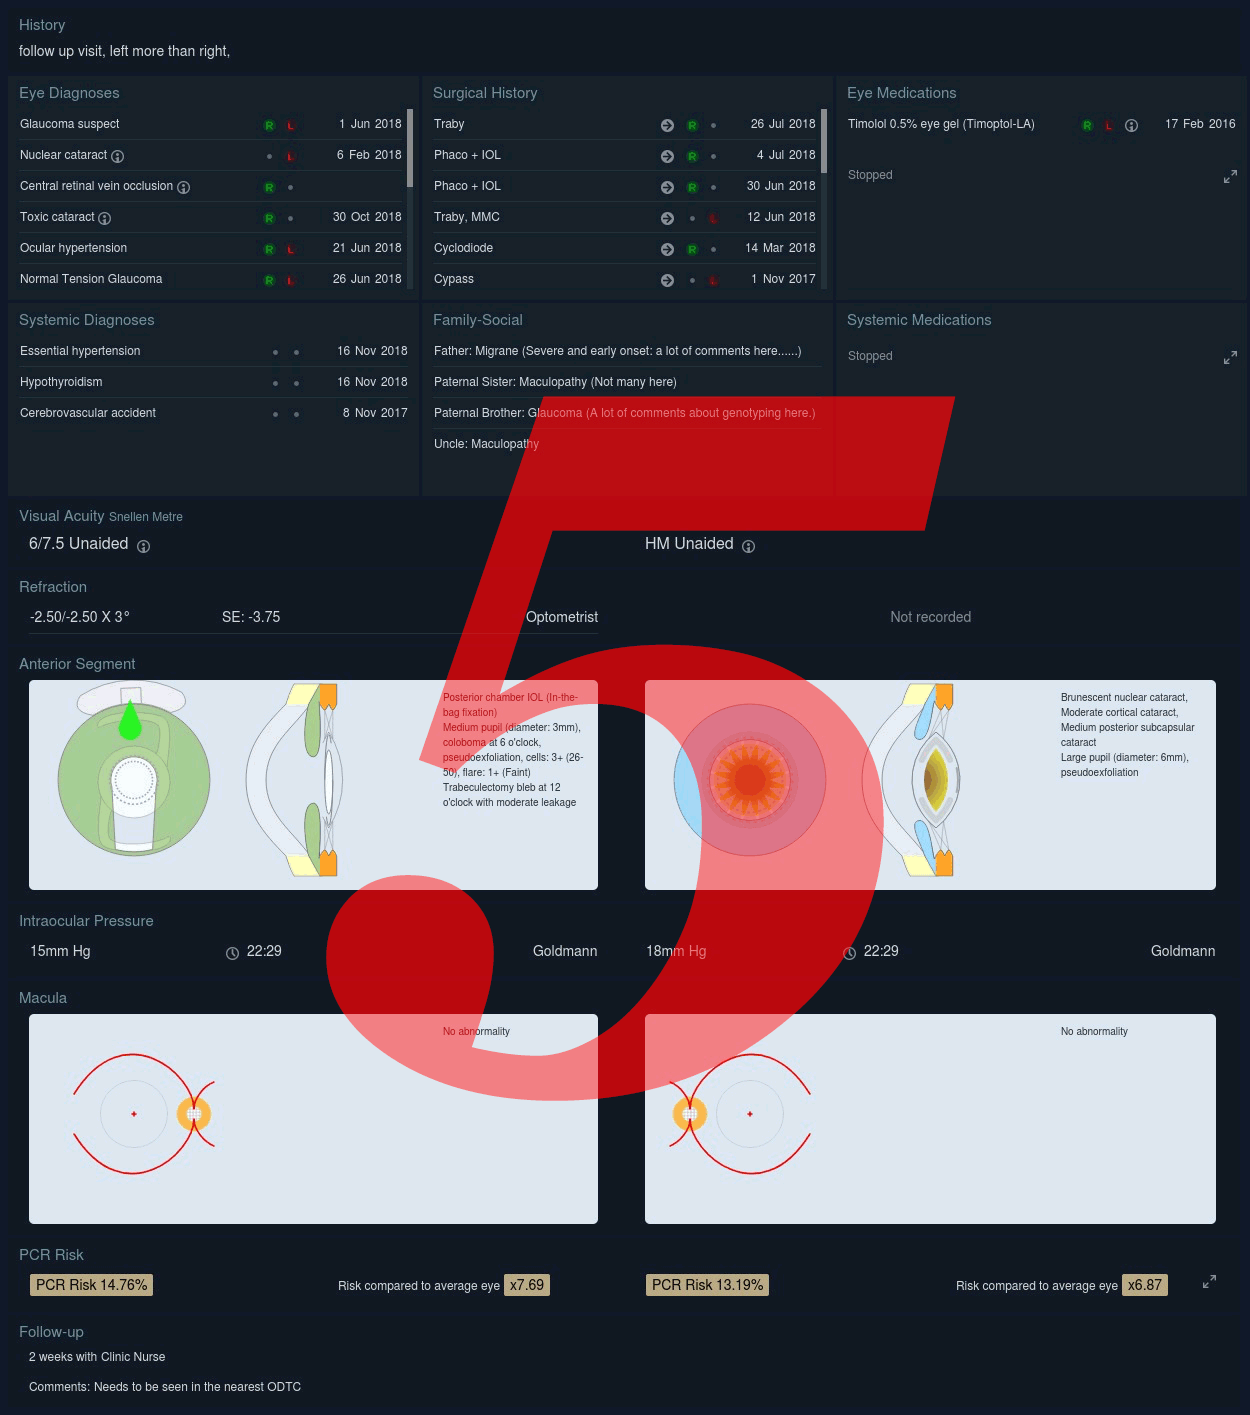 History
follow up visit, left more than right,
Eye Diagnoses
Glaucoma suspect R L 1 Jun 2018
Nuclear cataract L 6 Feb 2018
Central retinal vein occlusion R
Toxic cataract R 30 Oct 2018
Ocular hypertension R L 21 Jun 2018
Normal Tension Glaucoma R L 26 Jun 2018
Surgical History
Traby R 26 Jul 2018
Phaco + IOL R 4 Jul 2018
Phaco + IOL R 30 Jun 2018
Traby, MMC L 12 Jun 2018
Cyclodiode R 14 Mar 2018
Cypass L 1 Nov 2017
Eye Medications
Timolol 0.5% eye gel (Timoptol-LA) R L 17 Feb 2016
Stopped
Systemic Diagnoses
Essential hypertension 16 Nov 2018
Hypothyroidism 16 Nov 2018
Cerebrovascular accident 8 Nov 2017
Family-Social
Father: Migrane (Severe and early onset: a lot of comments here......)
Paternal Sister: Maculopathy (Not many here)
Paternal Brother: Glaucoma (A lot of comments about genotyping here.)
Uncle: Maculopathy
Systemic Medications
Stopped
5
Visual Acuity Snellen Metre
6/7.5 Unaided
HM Unaided
Refraction
-2.50/-2.50 X 3° SE: -3.75 Optometrist
Not recorded
Anterior Segment
Posterior chamber IOL (In-the-
bag fixation)
Medium pupil (diameter: 3mm),
coloboma at 6 o'clock,
pseudoexfoliation, cells: 3+ (26-
50), flare: 1+ (Faint)
Trabeculectomy bleb at 12
o'clock with moderate leakage
Brunescent nuclear cataract,
Moderate cortical cataract,
Medium posterior subcapsular
cataract
Large pupil (diameter: 6mm),
pseudoexfoliation
Intraocular Pressure
15mm Hg 22:29 Goldmann
18mm Hg 22:29 Goldmann
Macula
No abnormality
No abnormality
PCR Risk
PCR Risk 14.76% Risk compared to average eye x7.69
PCR Risk 13.19% Risk compared to average eye x6.87
Follow-up
2 weeks with Clinic Nurse
Comments: Needs to be seen in the nearest ODTC